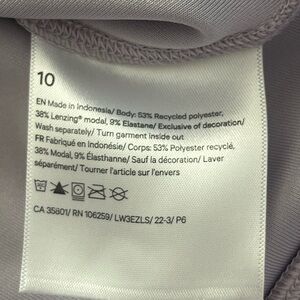 10
EN Made in Indonesia/ Body: 53% Recycled polyester,
38% Lenzing® modal, 9% Elastane/ Exclusive of decoration/
Wash separately/ Turn garment inside out
FR Fabriqué en Indonésie/ Corps: 53% Polyester recyclé,
38% Modal, 9% Élasthanne/ Sauf la décoration/ Laver
séparément/ Tourner l'article sur l'envers
CA 35801/ RN 106259/ LW3EZLS/ 22-3/ P6